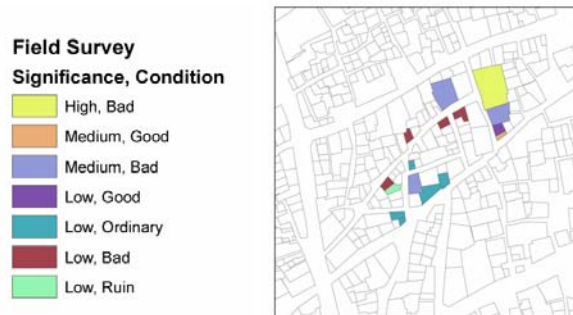 Field Survey
Significance, Condition
High, Bad
Medium, Good
Medium, Bad
Low, Good
Low, Ordinary
Low, Bad
Low, Ruin